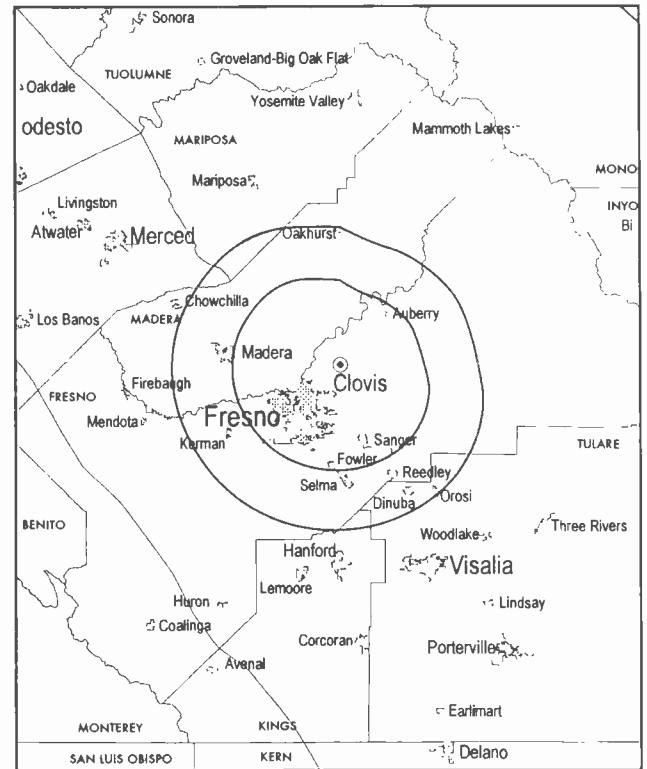 Sonora
Groveland-Big Oak Flat
TUOLUMNE
Oakdale
Yosemite Valley
odesto
Mammoth Lakes
MARIPOSA
MONO
Mariposa
INYO
Livingston
Bi
Atwater
Merced
Oakhurst
Chowchilla
Auberry
Los Banos
MADERA
Madera
Clovis
Firebaugh
FRESNO
Mendota
Fresno
Kerman
Sanger
TULARE
Fowler
Reedley
Selma
Dinuba
Orosi
BENITO
Woodlake
Three Rivers
Hanford
Visalia
Lemoore
Huron
Lindsay
Coalinga
Corcoran
Porterville
Avenal
Earlimart
MONTEREY
KINGS
SAN LUIS OBISPO
KERN
Delano